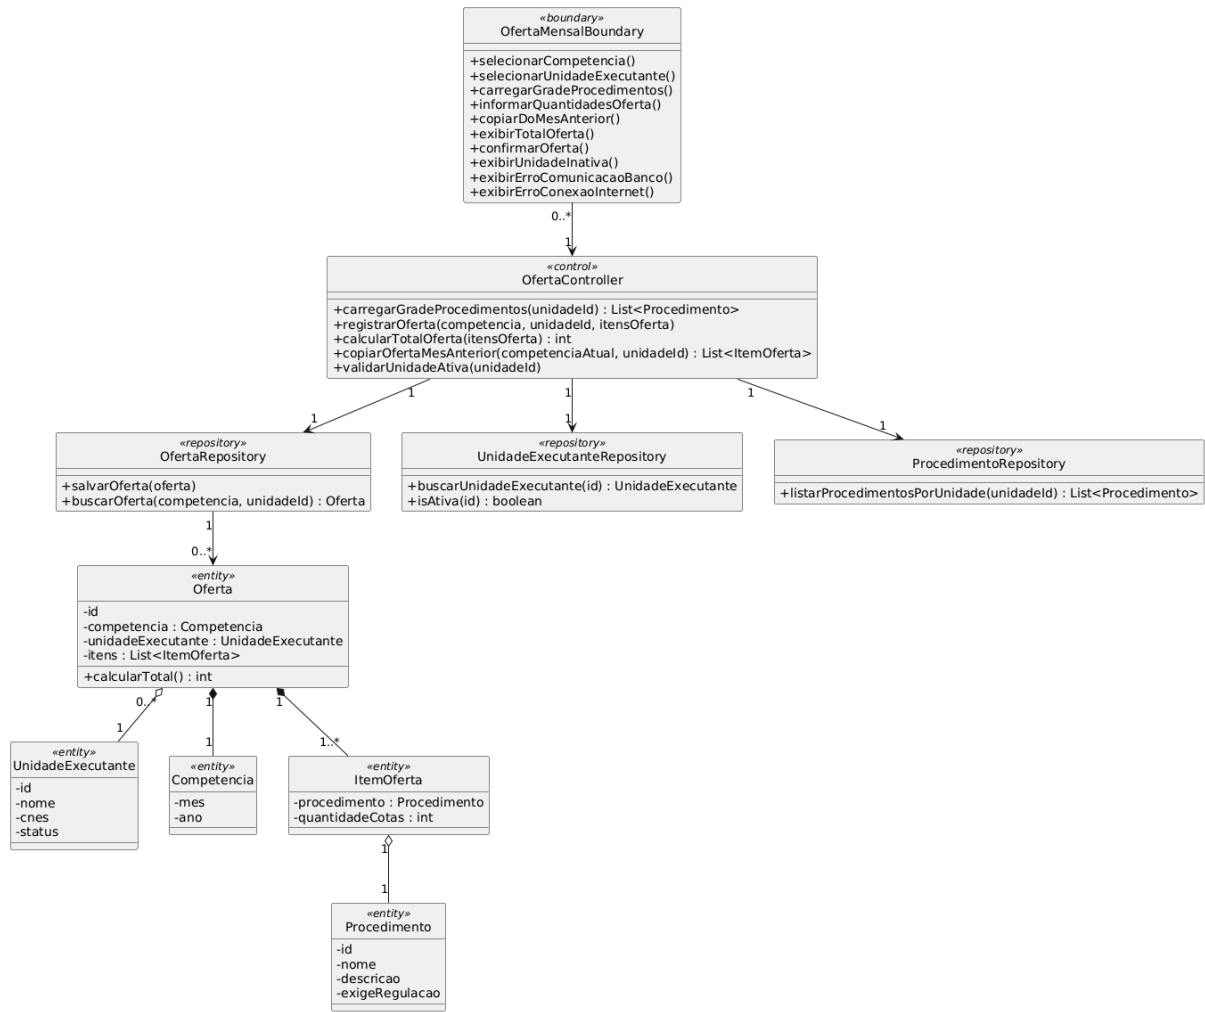 «boundary»
OfertaMensalBoundary
+selecionarCompetencia()
+selecionarUnidadeExecutante()
+carregarGradeProcedimentos()
+informarQuantidadesOferta()
+copiarDoMesAnterior()
+exibirTotalOferta()
+confirmarOferta()
+exibirUnidadeInativa()
+exibirErroComunicacaoBanco()
+exibirErroConexaoInternet()
0..*
1
«control»
OfertaController
+carregarGradeProcedimentos(unidadeId) : List<Procedimento>
+registrarOferta(competencia, unidadeId, itensOferta)
+calcularTotalOferta(itensOferta) : int
+copiarOfertaMesAnterior(competenciaAtual, unidadeId) : List<ItemOferta>
+validarUnidadeAtiva(unidadeId)
1
1
1
1
1
1
«repository»
OfertaRepository
+salvarOferta(oferta)
+buscarOferta(competencia, unidadeId) : Oferta
«repository»
UnidadeExecutanteRepository
+buscarUnidadeExecutante(id) : UnidadeExecutante
+isAtiva(id) : boolean
«repository»
ProcedimentoRepository
+listarProcedimentosPorUnidade(unidadeId) : List<Procedimento>
1
0..*
«entity»
Oferta
-id
-competencia : Competencia
-unidadeExecutante : UnidadeExecutante
-itens : List<ItemOferta>
+calcularTotal() : int
0..*
1
1
1
1
1..*
«entity»
UnidadeExecutante
-id
-nome
-cnes
-status
«entity»
Competencia
-mes
-ano
«entity»
ItemOferta
-procedimento : Procedimento
-quantidadeCotas : int
1
1
«entity»
Procedimento
-id
-nome
-descricao
-exigeRegulacao